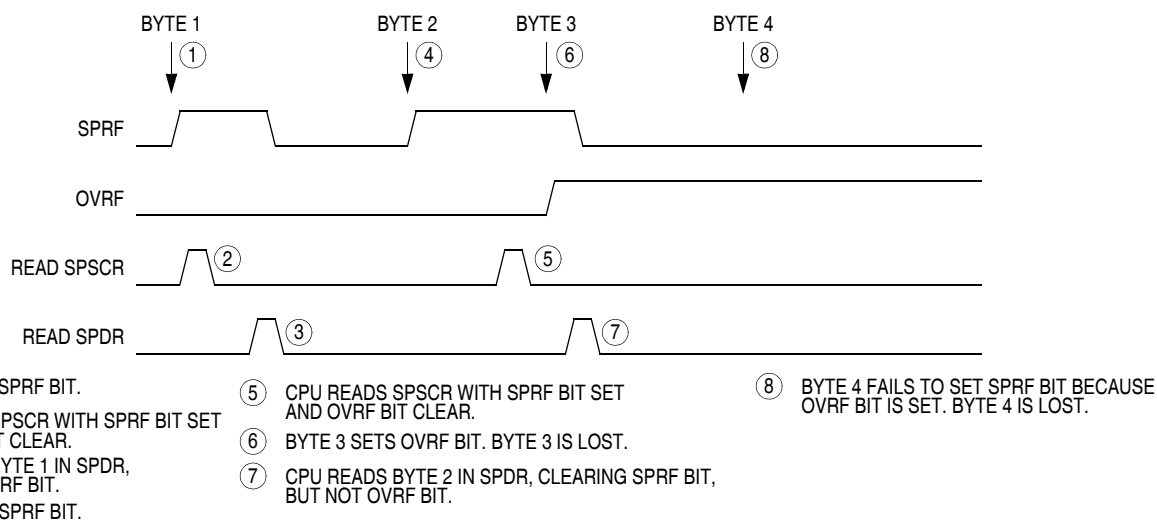 BYTE 1 BYTE 2 BYTE 3 BYTE 4
1 4 6 8
SPRF
OVRF
READ SPSCR 2 5
READ SPDR 3 7
SPRF BIT.
PSCR WITH SPRF BIT SET
CLEAR.
YTE 1 IN SPDR,
RF BIT.
SPRF BIT.
5 CPU READS SPSCR WITH SPRF BIT SET
AND OVRF BIT CLEAR.
6 BYTE 3 SETS OVRF BIT. BYTE 3 IS LOST.
7 CPU READS BYTE 2 IN SPDR, CLEARING SPRF BIT,
BUT NOT OVRF BIT.
8 BYTE 4 FAILS TO SET SPRF BIT BECAUSE
OVRF BIT IS SET. BYTE 4 IS LOST.